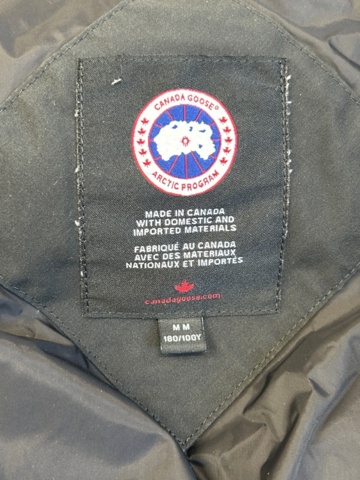 CANADA GOOSE
ARCTIC PROGRAM
MADE IN CANADA
WITH DOMESTIC AND
IMPORTED MATERIALS
FABRIQUÉ AU CANADA
AVEC DES MATERIAUX
NATIONAUX ET IMPORTÉS
canadagoose.com
M M
180/100Y